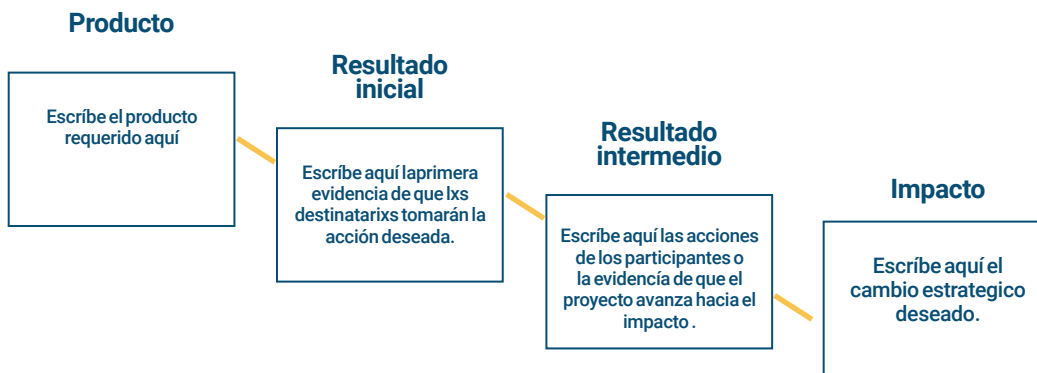 Producto
Escríbe el producto
requerido aquí
Resultado
inicial
Escríbe aquí laprimera
evidencia de que lxs
destinatarixs tomarán la
acción deseada.
Resultado
intermedio
Escríbe aquí las acciones
de los participantes o
la evidencía de que el
proyecto avanza hacia el
impacto .
Impacto
Escríbe aquí el
cambio estrategico
deseado.